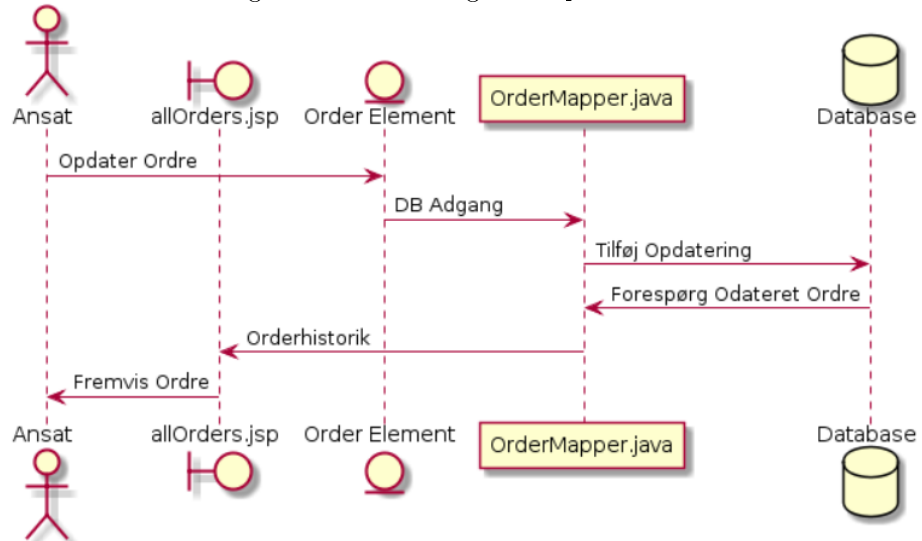 Ansat
allOrders.jsp
Order Element
OrderMapper.java
Database
Opdater Ordre
DB Adgang
Tilføj Opdatering
Forespørg Odateret Ordre
Orderhistorik
Fremvis Ordre
Ansat
allOrders.jsp
Order Element
OrderMapper.java
Database